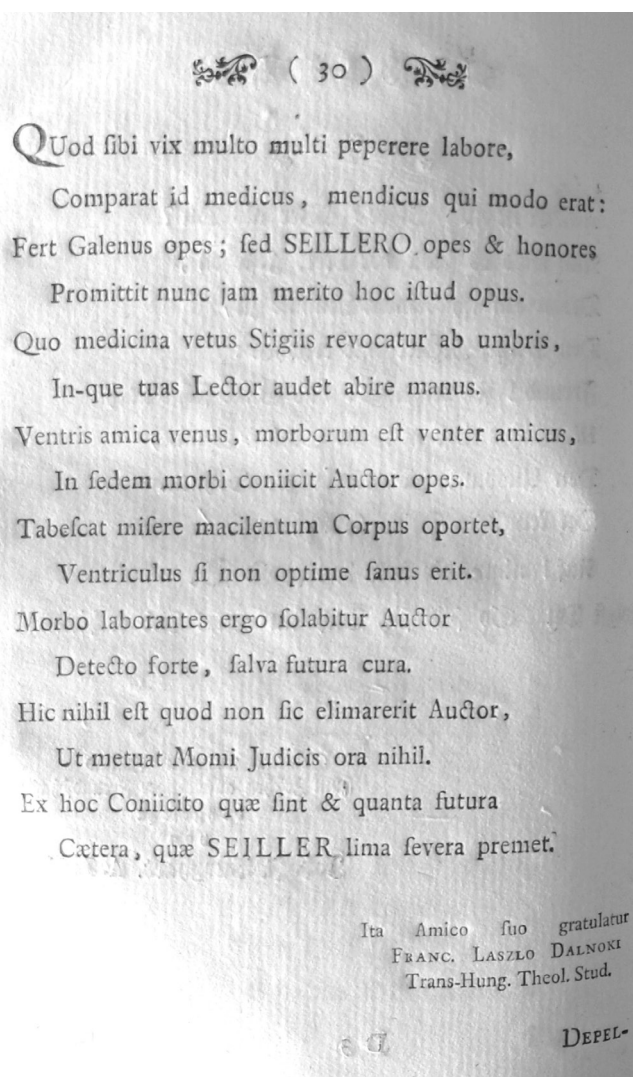 ( 30 )
QUod ſibi vix multo multi peperere labore,
Comparat id medicus, mendicus qui modo erat:
Fert Galenus opes; ſed SEILLERO opes & honores
Promittit nunc jam merito hoc iſtud opus.
Quo medicina vetus Stigiis revocatur ab umbris,
In-que tuas Lector audet abire manus.
Ventris amica venus, morborum eſt venter amicus,
In ſedem morbi coniicit Auctor opes.
Tabeſcat miſere macilentum Corpus oportet,
Ventriculus ſi non optime ſanus erit.
Morbo laborantes ergo ſolabitur Auctor
Detecto forte, ſalva futura cura.
Hic nihil eſt quod non ſic elimarerit Auctor,
Ut metuat Momi Judicis ora nihil.
Ex hoc Coniicito quæ ſint & quanta futura
Cætera, quæ SEILLER lima ſevera premet.
Ita Amico ſuo gratulatur
FRANC. LASZLO DALNOKI
Trans-Hung. Theol. Stud.
DEPEL-